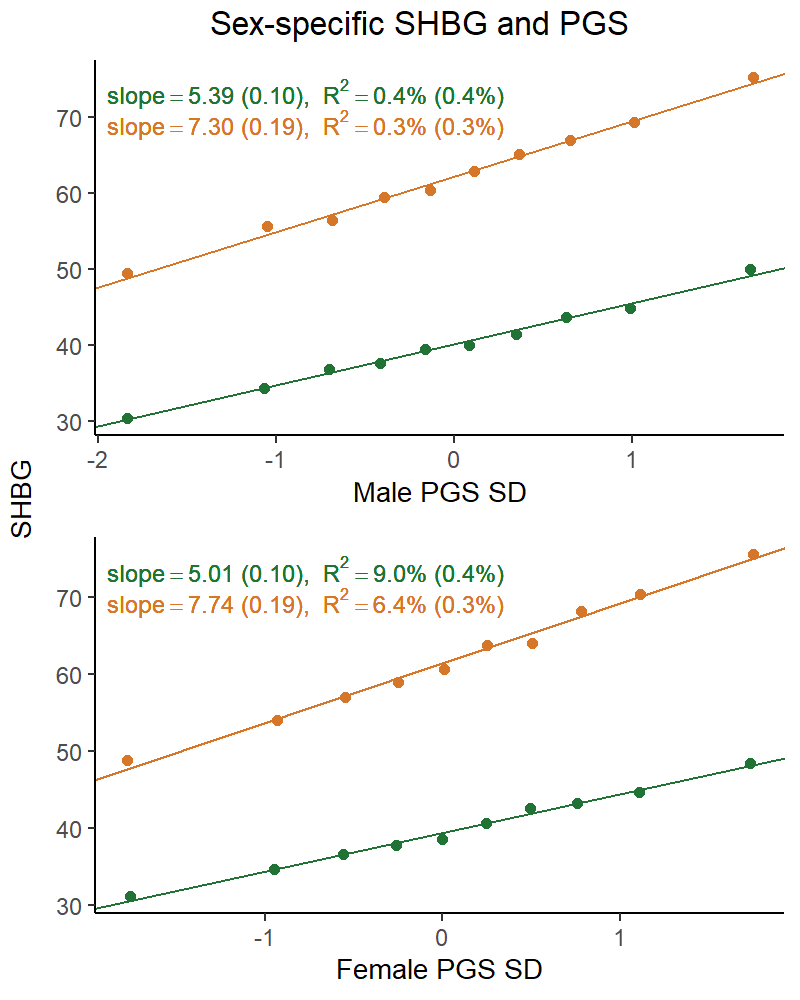 Sex-specific SHBG and PGS
slope = 5.39 (0.10), R² = 0.4% (0.4%)
slope = 7.30 (0.19), R² = 0.3% (0.3%)
70
60
50
40
30
-2 -1 0 1
Male PGS SD
SHBG
slope = 5.01 (0.10), R² = 9.0% (0.4%)
slope = 7.74 (0.19), R² = 6.4% (0.3%)
70
60
50
40
30
-1 0 1
Female PGS SD